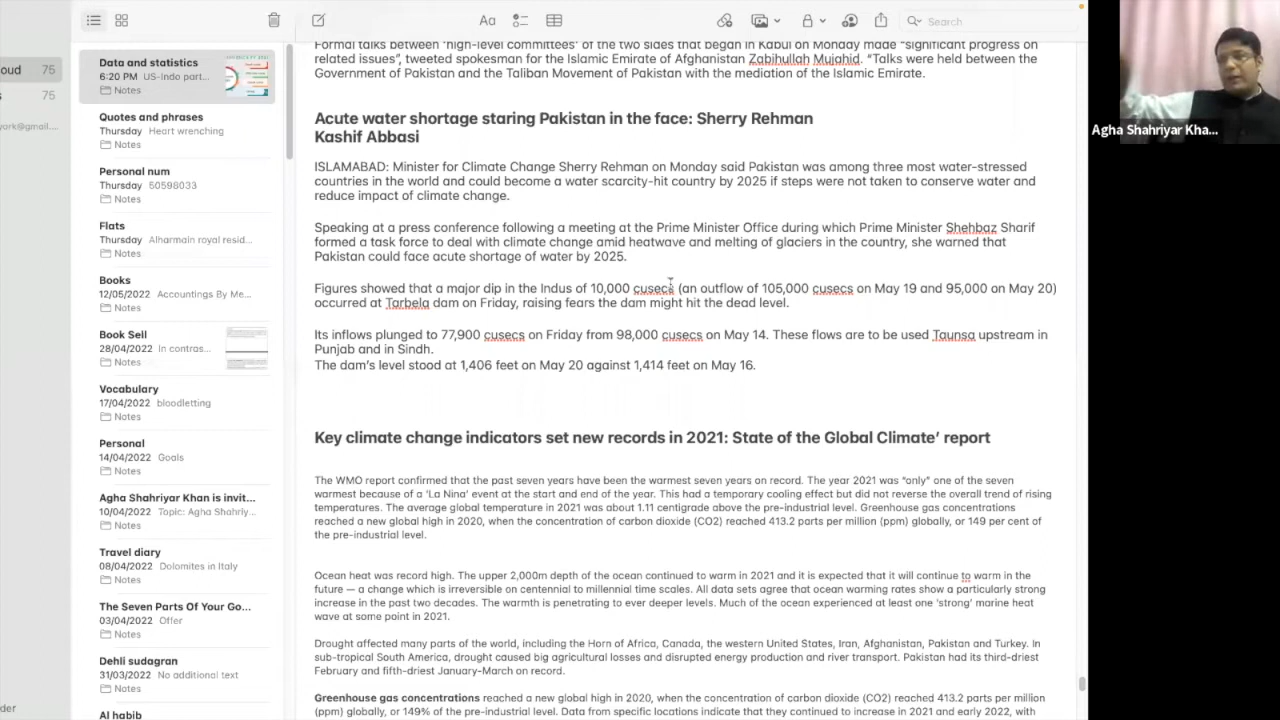 oud 75
s 75
york@gmail....
der
Data and statistics
6:20 PM US-Indo part...
Notes
Quotes and phrases
Thursday Heart wrenching
Notes
Personal num
Thursday 50598033
Notes
Flats
Thursday Alharmain royal resid...
Notes
Books
12/05/2022 Accountings By Me...
Notes
Book Sell
28/04/2022 In contras...
Notes
Vocabulary
17/04/2022 bloodletting
Notes
Personal
14/04/2022 Goals
Notes
Agha Shahriyar Khan is invit...
10/04/2022 Topic: Agha Shahriy...
Notes
Travel diary
08/04/2022 Dolomites in Italy
Notes
The Seven Parts Of Your Go...
03/04/2022 Offer
Notes
Dehli sudagran
31/03/2022 No additional text
Notes
Al habib
Aa
Search
Formal talks between 'high-level committees' of the two sides that began in Kabul on Monday made "significant progress on
related issues", tweeted spokesman for the Islamic Emirate of Afghanistan Zabihullah Mujahid. "Talks were held between the
Government of Pakistan and the Taliban Movement of Pakistan with the mediation of the Islamic Emirate.
Acute water shortage staring Pakistan in the face: Sherry Rehman
Kashif Abbasi
ISLAMABAD: Minister for Climate Change Sherry Rehman on Monday said Pakistan was among three most water-stressed
countries in the world and could become a water scarcity-hit country by 2025 if steps were not taken to conserve water and
reduce impact of climate change.
Speaking at a press conference following a meeting at the Prime Minister Office during which Prime Minister Shehbaz Sharif
formed a task force to deal with climate change amid heatwave and melting of glaciers in the country, she warned that
Pakistan could face acute shortage of water by 2025.
Figures showed that a major dip in the Indus of 10,000 cusecs (an outflow of 105,000 cusecs on May 19 and 95,000 on May 20)
occurred at Tarbela dam on Friday, raising fears the dam might hit the dead level.
Its inflows plunged to 77,900 cusecs on Friday from 98,000 cusecs on May 14. These flows are to be used Taunsa upstream in
Punjab and in Sindh.
The dam's level stood at 1,406 feet on May 20 against 1,414 feet on May 16.
Key climate change indicators set new records in 2021: State of the Global Climate' report
The WMO report confirmed that the past seven years have been the warmest seven years on record. The year 2021 was "only" one of the seven
warmest because of a 'La Nina' event at the start and end of the year. This had a temporary cooling effect but did not reverse the overall trend of rising
temperatures. The average global temperature in 2021 was about 1.11 centigrade above the pre-industrial level. Greenhouse gas concentrations
reached a new global high in 2020, when the concentration of carbon dioxide (CO2) reached 413.2 parts per million (ppm) globally, or 149 per cent of
the pre-industrial level.
Ocean heat was record high. The upper 2,000m depth of the ocean continued to warm in 2021 and it is expected that it will continue to warm in the
future — a change which is irreversible on centennial to millennial time scales. All data sets agree that ocean warming rates show a particularly strong
increase in the past two decades. The warmth is penetrating to ever deeper levels. Much of the ocean experienced at least one 'strong' marine heat
wave at some point in 2021.
Drought affected many parts of the world, including the Horn of Africa, Canada, the western United States, Iran, Afghanistan, Pakistan and Turkey. In
sub-tropical South America, drought caused big agricultural losses and disrupted energy production and river transport. Pakistan had its third-driest
February and fifth-driest January-March on record.
Greenhouse gas concentrations reached a new global high in 2020, when the concentration of carbon dioxide (CO2) reached 413.2 parts per million
(ppm) globally, or 149% of the pre-industrial level. Data from specific locations indicate that they continued to increase in 2021 and early 2022, with
Agha Shahriyar Kha...